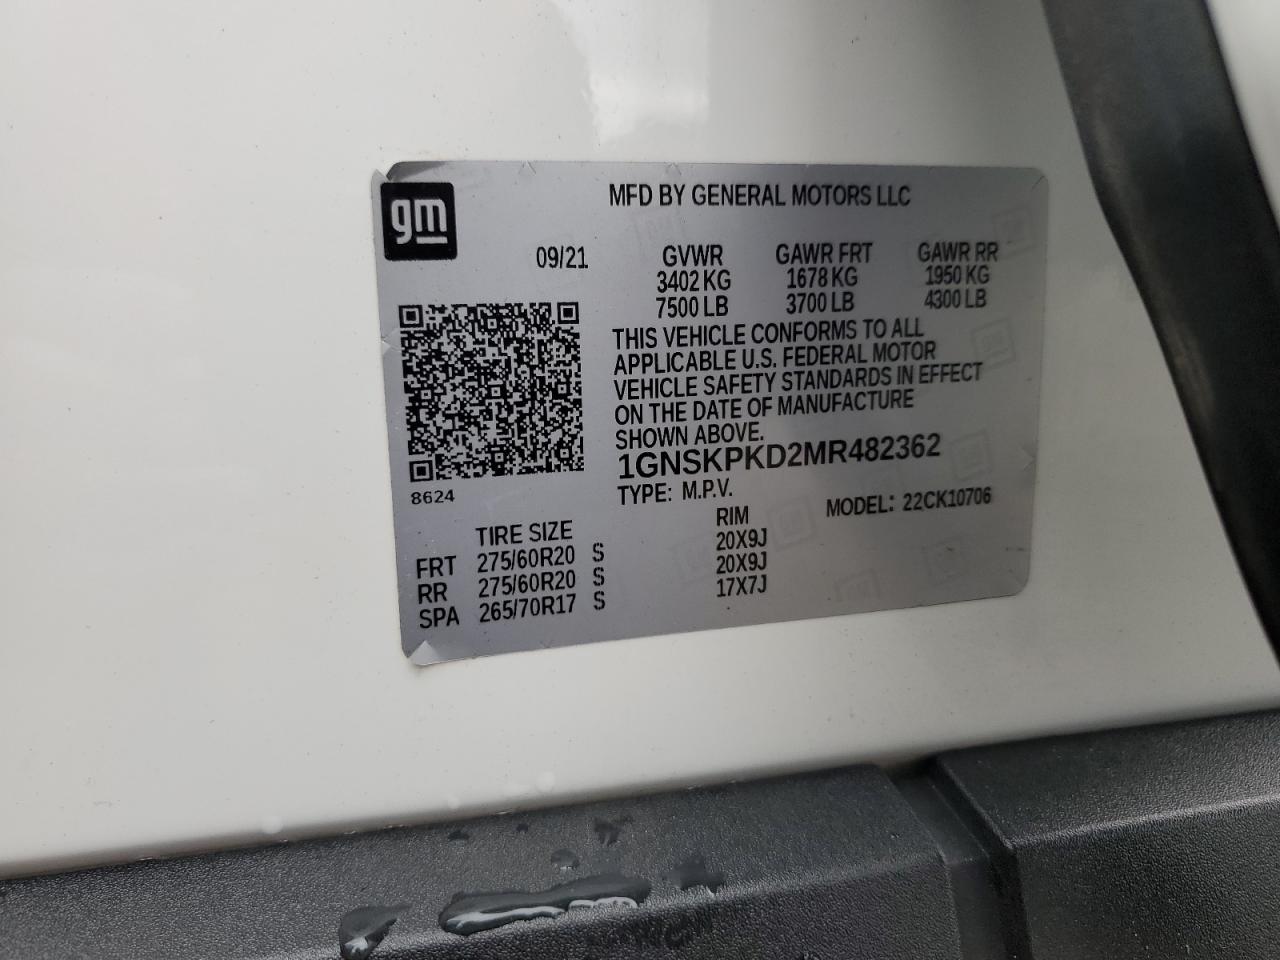 gm
MFD BY GENERAL MOTORS LLC
09/21 GVWR GAWR FRT GAWR RR
3402 KG 1678 KG 1950 KG
7500 LB 3700 LB 4300 LB
THIS VEHICLE CONFORMS TO ALL
APPLICABLE U.S. FEDERAL MOTOR
VEHICLE SAFETY STANDARDS IN EFFECT
ON THE DATE OF MANUFACTURE
SHOWN ABOVE.
1GNSKPKD2MR482362
8624
TYPE: M.P.V. MODEL: 22CK10706
TIRE SIZE RIM
FRT 275/60R20 S 20X9J
RR 275/60R20 S 20X9J
SPA 265/70R17 S 17X7J